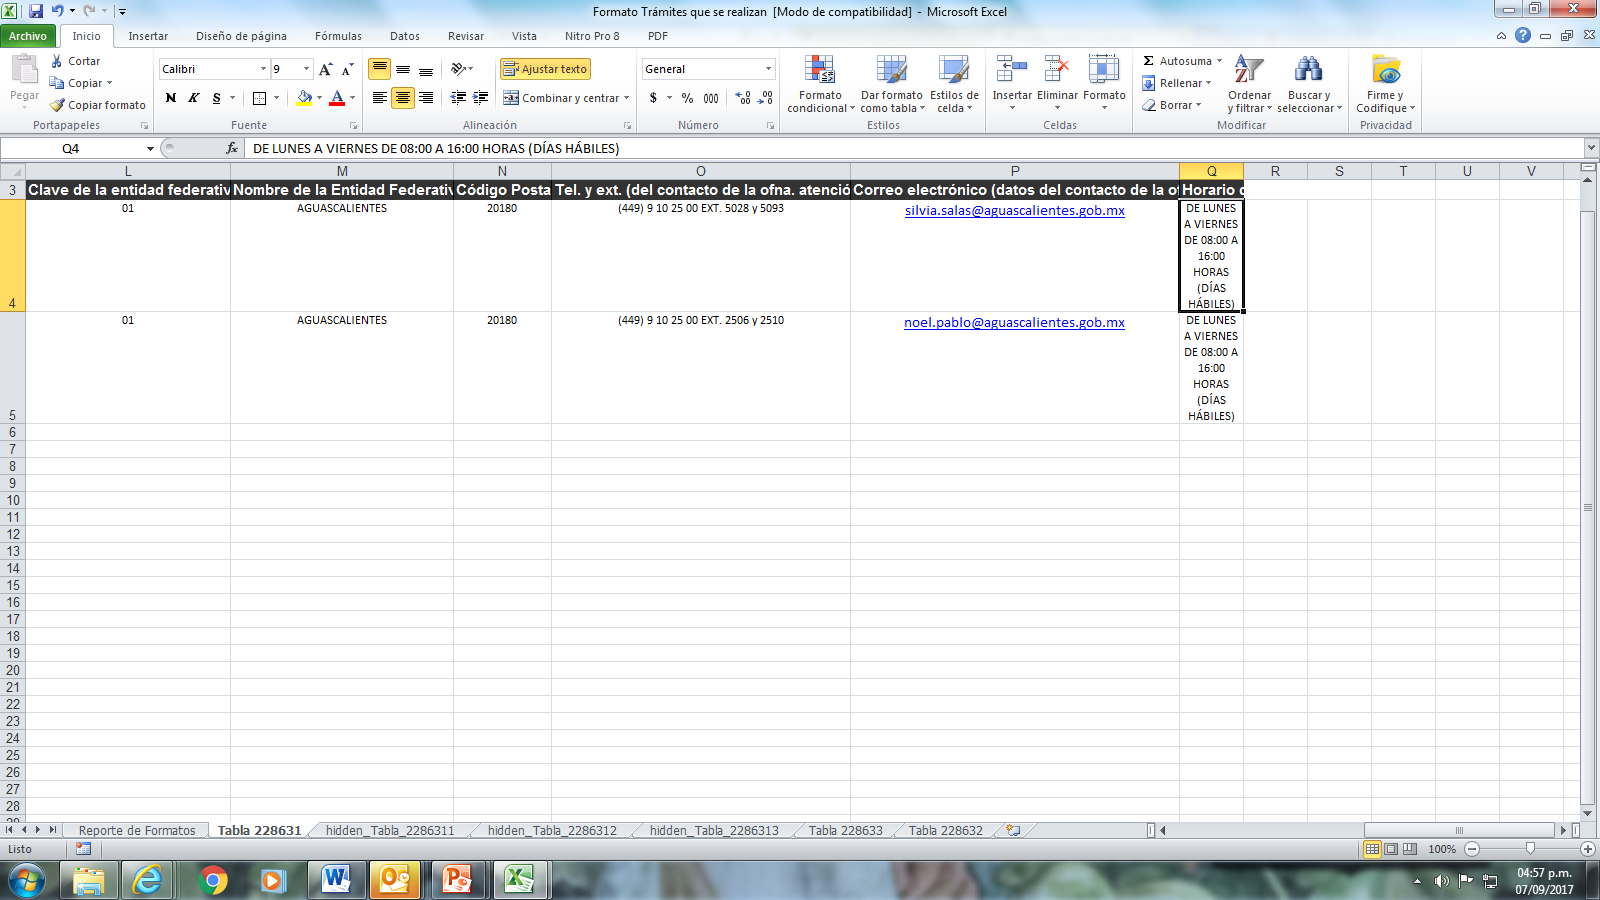 Formato Trámites que se realizan  [Modo de compatibilidad]  -  Microsoft Excel
Archivo Inicio Insertar Diseño de página Fórmulas Datos Revisar Vista Nitro Pro 8 PDF
Pegar
Cortar
Copiar
Copiar formato
Portapapeles
Calibri 9
N K S
Fuente
Ajustar texto
Combinar y centrar
Alineación
General
$ % 000
Número
Formato condicional
Dar formato como tabla
Estilos de celda
Estilos
Insertar Eliminar Formato
Celdas
Autosuma
Rellenar
Borrar
Ordenar y filtrar
Buscar y seleccionar
Modificar
Firme y Codifique
Privacidad
Q4 fx DE LUNES A VIERNES DE 08:00 A 16:00 HORAS (DÍAS HÁBILES)
L M N O P Q R S T U V
3 Clave de la entidad federativ Nombre de la Entidad Federativ Código Posta Tel. y ext. (del contacto de la ofna. atenció Correo electrónico (datos del contacto de la of Horario
4 01 AGUASCALIENTES 20180 (449) 9 10 25 00 EXT. 5028 y 5093 silvia.salas@aguascalientes.gob.mx
DE LUNES
A VIERNES
DE 08:00 A
16:00
HORAS
(DÍAS
HÁBILES)
5 01 AGUASCALIENTES 20180 (449) 9 10 25 00 EXT. 2506 y 2510 noel.pablo@aguascalientes.gob.mx
DE LUNES
A VIERNES
DE 08:00 A
16:00
HORAS
(DÍAS
HÁBILES)
6
7
8
9
10
11
12
13
14
15
16
17
18
19
20
21
22
23
24
25
26
27
28
29
Reporte de Formatos Tabla 228631 hidden_Tabla_2286311 hidden_Tabla_2286312 hidden_Tabla_2286313 Tabla 228633 Tabla 228632
Listo 100%
04:57 p.m.
07/09/2017